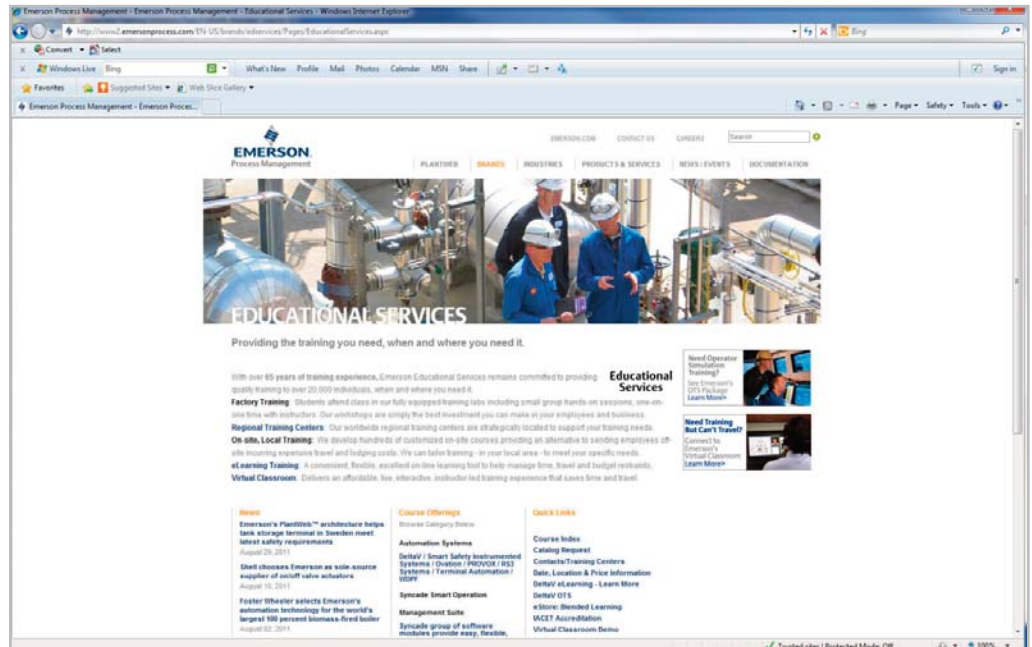 Emerson Process Management - Emerson Process Management - Educational Services - Windows Internet Explorer
http://www2.emersonprocess.com/EN-US/brands/edservices/Pages/EducationalServices.aspx
Bing
x Convert Select
x Windows Live Bing What's New Profile Mail Photos Calendar MSN Share Sign in
Favorites Suggested Sites Web Slice Gallery
Emerson Process Management - Emerson Proces... Page Safety Tools
EMERSON.COM CONTACT US CAREERS Search
EMERSON
Process Management
PLANTWEB BRANDS INDUSTRIES PRODUCTS & SERVICES NEWS / EVENTS DOCUMENTATION
EDUCATIONAL SERVICES
Providing the training you need, when and where you need it.
With over 65 years of training experience, Emerson Educational Services remains committed to providing
quality training to over 20,000 individuals, when and where you need it.
Factory Training: Students attend class in our fully equipped training labs including small group hands-on sessions, one-on-
one time with instructors. Our workshops are simply the best investment you can make in your employees and business.
Regional Training Centers: Our worldwide regional training centers are strategically located to support your training needs.
On-site, Local Training: We develop hundreds of customized on-site courses providing an alternative to sending employees off-
site incurring expensive travel and lodging costs. We can tailor training - in your local area - to meet your specific needs.
eLearning Training: A convenient, flexible, excellent on-line learning tool to help manage time, travel and budget restraints.
Virtual Classroom: Delivers an affordable, live, interactive, instructor-led training experience that saves time and travel.
Educational
Services
Need Operator
Simulation
Training?
See Emerson's
OTS Package
Learn More>
Need Training
But Can't Travel?
Connect to
Emerson's
Virtual Classroom
Learn More>
News
Emerson's PlantWeb™ architecture helps
tank storage terminal in Sweden meet
latest safety requirements
August 29, 2011
Shell chooses Emerson as sole-source
supplier of on/off valve actuators
August 10, 2011
Foster Wheeler selects Emerson's
automation technology for the world's
largest 100 percent biomass-fired boiler
August 02, 2011
Course Offerings
Browse Category Below
Automation Systems
DeltaV / Smart Safety Instrumented
Systems / Ovation / PROVOX / RS3
Systems / Terminal Automation /
WDPF
Syncade Smart Operation
Management Suite
Syncade group of software
modules provide easy, flexible,
Quick Links
Course Index
Catalog Request
Contacts/Training Centers
Date, Location & Price Information
DeltaV eLearning - Learn More
DeltaV OTS
eStore: Blended Learning
IACET Accreditation
Virtual Classroom Demo
Trusted sites | Protected Mode: Off 100%